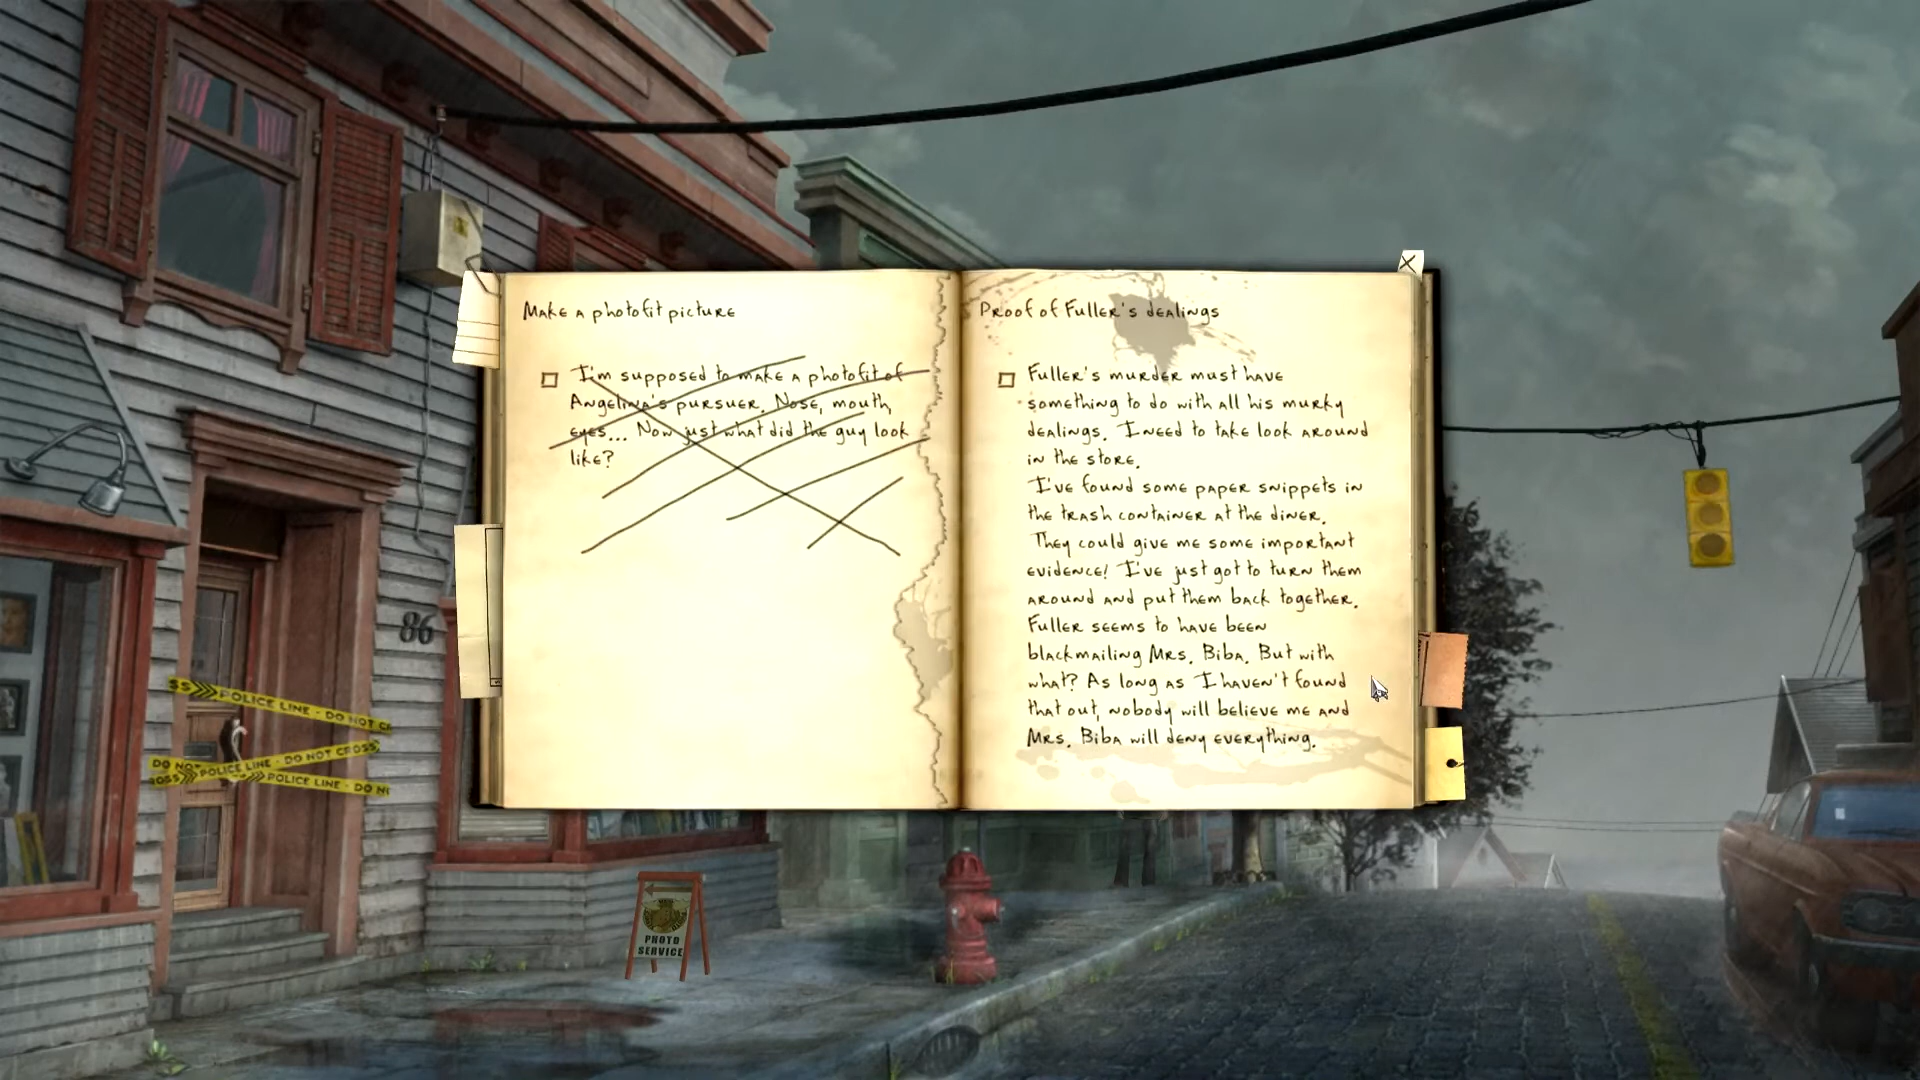 Make a photofit picture
I'm supposed to make a photofit of
Angelina's pursuer. Nose, mouth,
eyes... Now just what did the guy look
like?
Proof of Fuller's dealings
Fuller's murder must have
something to do with all his murky
dealings. I need to take look around
in the store.
I've found some paper snippets in
the trash container at the diner.
They could give me some important
evidence! I've just got to turn them
around and put them back together.
Fuller seems to have been
blackmailing Mrs. Biba. But with
what? As long as I haven't found
that out, nobody will believe me and
Mrs. Biba will deny everything.
X
86
POLICE LINE - DO NOT
DO NOT CROSS
POLICE LINE - DO NOT CROSS
POLICE LINE - DO
PHOTO
SERVICE